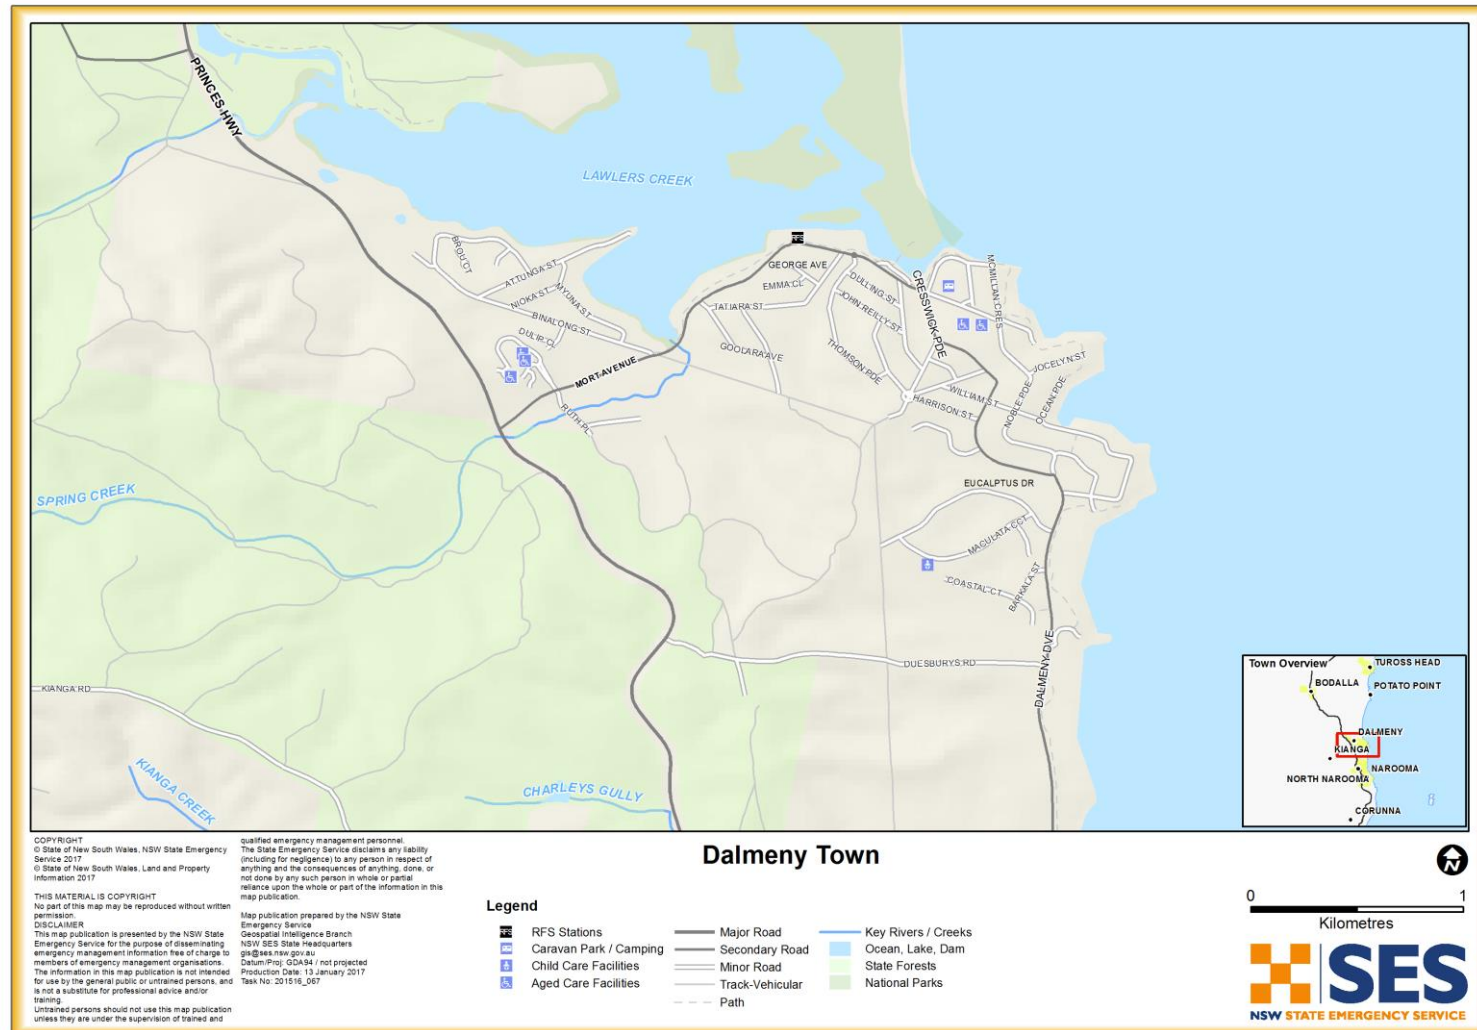 PRINCES HWY
LAWLERS CREEK
BROU CT
ATTUNGA ST
NIOKA ST
MYUNA ST
BINALONG ST
DULIP CL
MORT AVENUE
RUTH PL
GEORGE AVE
EMMA CL
TATIARA ST
GOOLARA AVE
DULLING ST
JOHN REILLY ST
THOMSON PDE
CRESSWICK PDE
MCMILLAN CRES
JOCELYN ST
NOBLE PDE
OCEAN PDE
WILLIAM ST
HARRISON ST
EUCALPTUS DR
MACULATA CCT
COASTAL CT
BARKALA ST
DUESBURYS RD
DALMENY DVE
SPRING CREEK
KIANGA RD
KIANGA CREEK
CHARLEYS GULLY
RFS
Town Overview
TUROSS HEAD
BODALLA
POTATO POINT
DALMENY
KIANGA
NAROOMA
NORTH NAROOMA
CORUNNA
COPYRIGHT
© State of New South Wales, NSW State Emergency
Service 2017
© State of New South Wales, Land and Property
Information 2017
THIS MATERIAL IS COPYRIGHT
No part of this map may be reproduced without written
permission.
DISCLAIMER
This map publication is presented by the NSW State
Emergency Service for the purpose of disseminating
emergency management information free of charge to
members of emergency management organisations.
The information in this map publication is not intended
for use by the general public or untrained persons, and
is not a substitute for professional advice and/or
training.
Untrained persons should not use this map publication
unless they are under the supervision of trained and
qualified emergency management personnel.
The State Emergency Service disclaims any liability
(including for negligence) to any person in respect of
anything and the consequences of anything, done, or
not done by any such person in whole or partial
reliance upon the whole or part of the information in this
map publication.
Map publication prepared by the NSW State
Emergency Service
Geospatial Intelligence Branch
NSW SES State Headquarters
gis@ses.nsw.gov.au
Datum/Proj: GDA94 / not projected
Production Date: 13 January 2017
Task No: 201516_067
Dalmeny Town
Legend
RFS
RFS Stations
Caravan Park / Camping
Child Care Facilities
Aged Care Facilities
Major Road
Secondary Road
Minor Road
Track-Vehicular
Path
Key Rivers / Creeks
Ocean, Lake, Dam
State Forests
National Parks
N
0 1
Kilometres
SES
NSW STATE EMERGENCY SERVICE